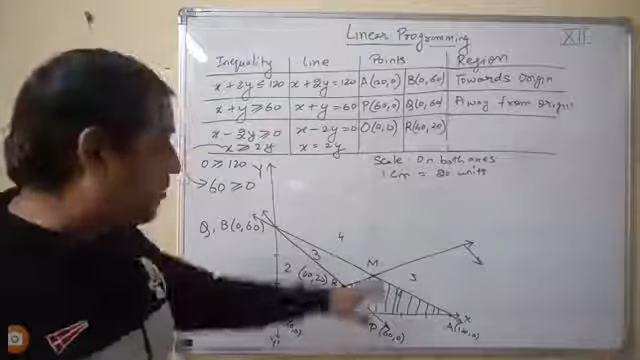 Linear Programming
XII
Inequality Line Points Region
x + 2y ≤ 120 x + 2y = 120 A(120,0) B(0,60) Towards Origin
x + y ≥ 60 x + y = 60 P(60,0) Q(0,60) Away from Origin
x - 2y ≥ 0 x - 2y = 0 O(0,0) R(40,20)
x ≥ 2y x = 2y
0 ≥ 120
60 ≥ 0
Scale: On both axes
1 cm = 20 units
Y
Q, B(0,60)
4
3
2
M
5
(40,20) R
X
P (60,0)
A(120,0)
Y'